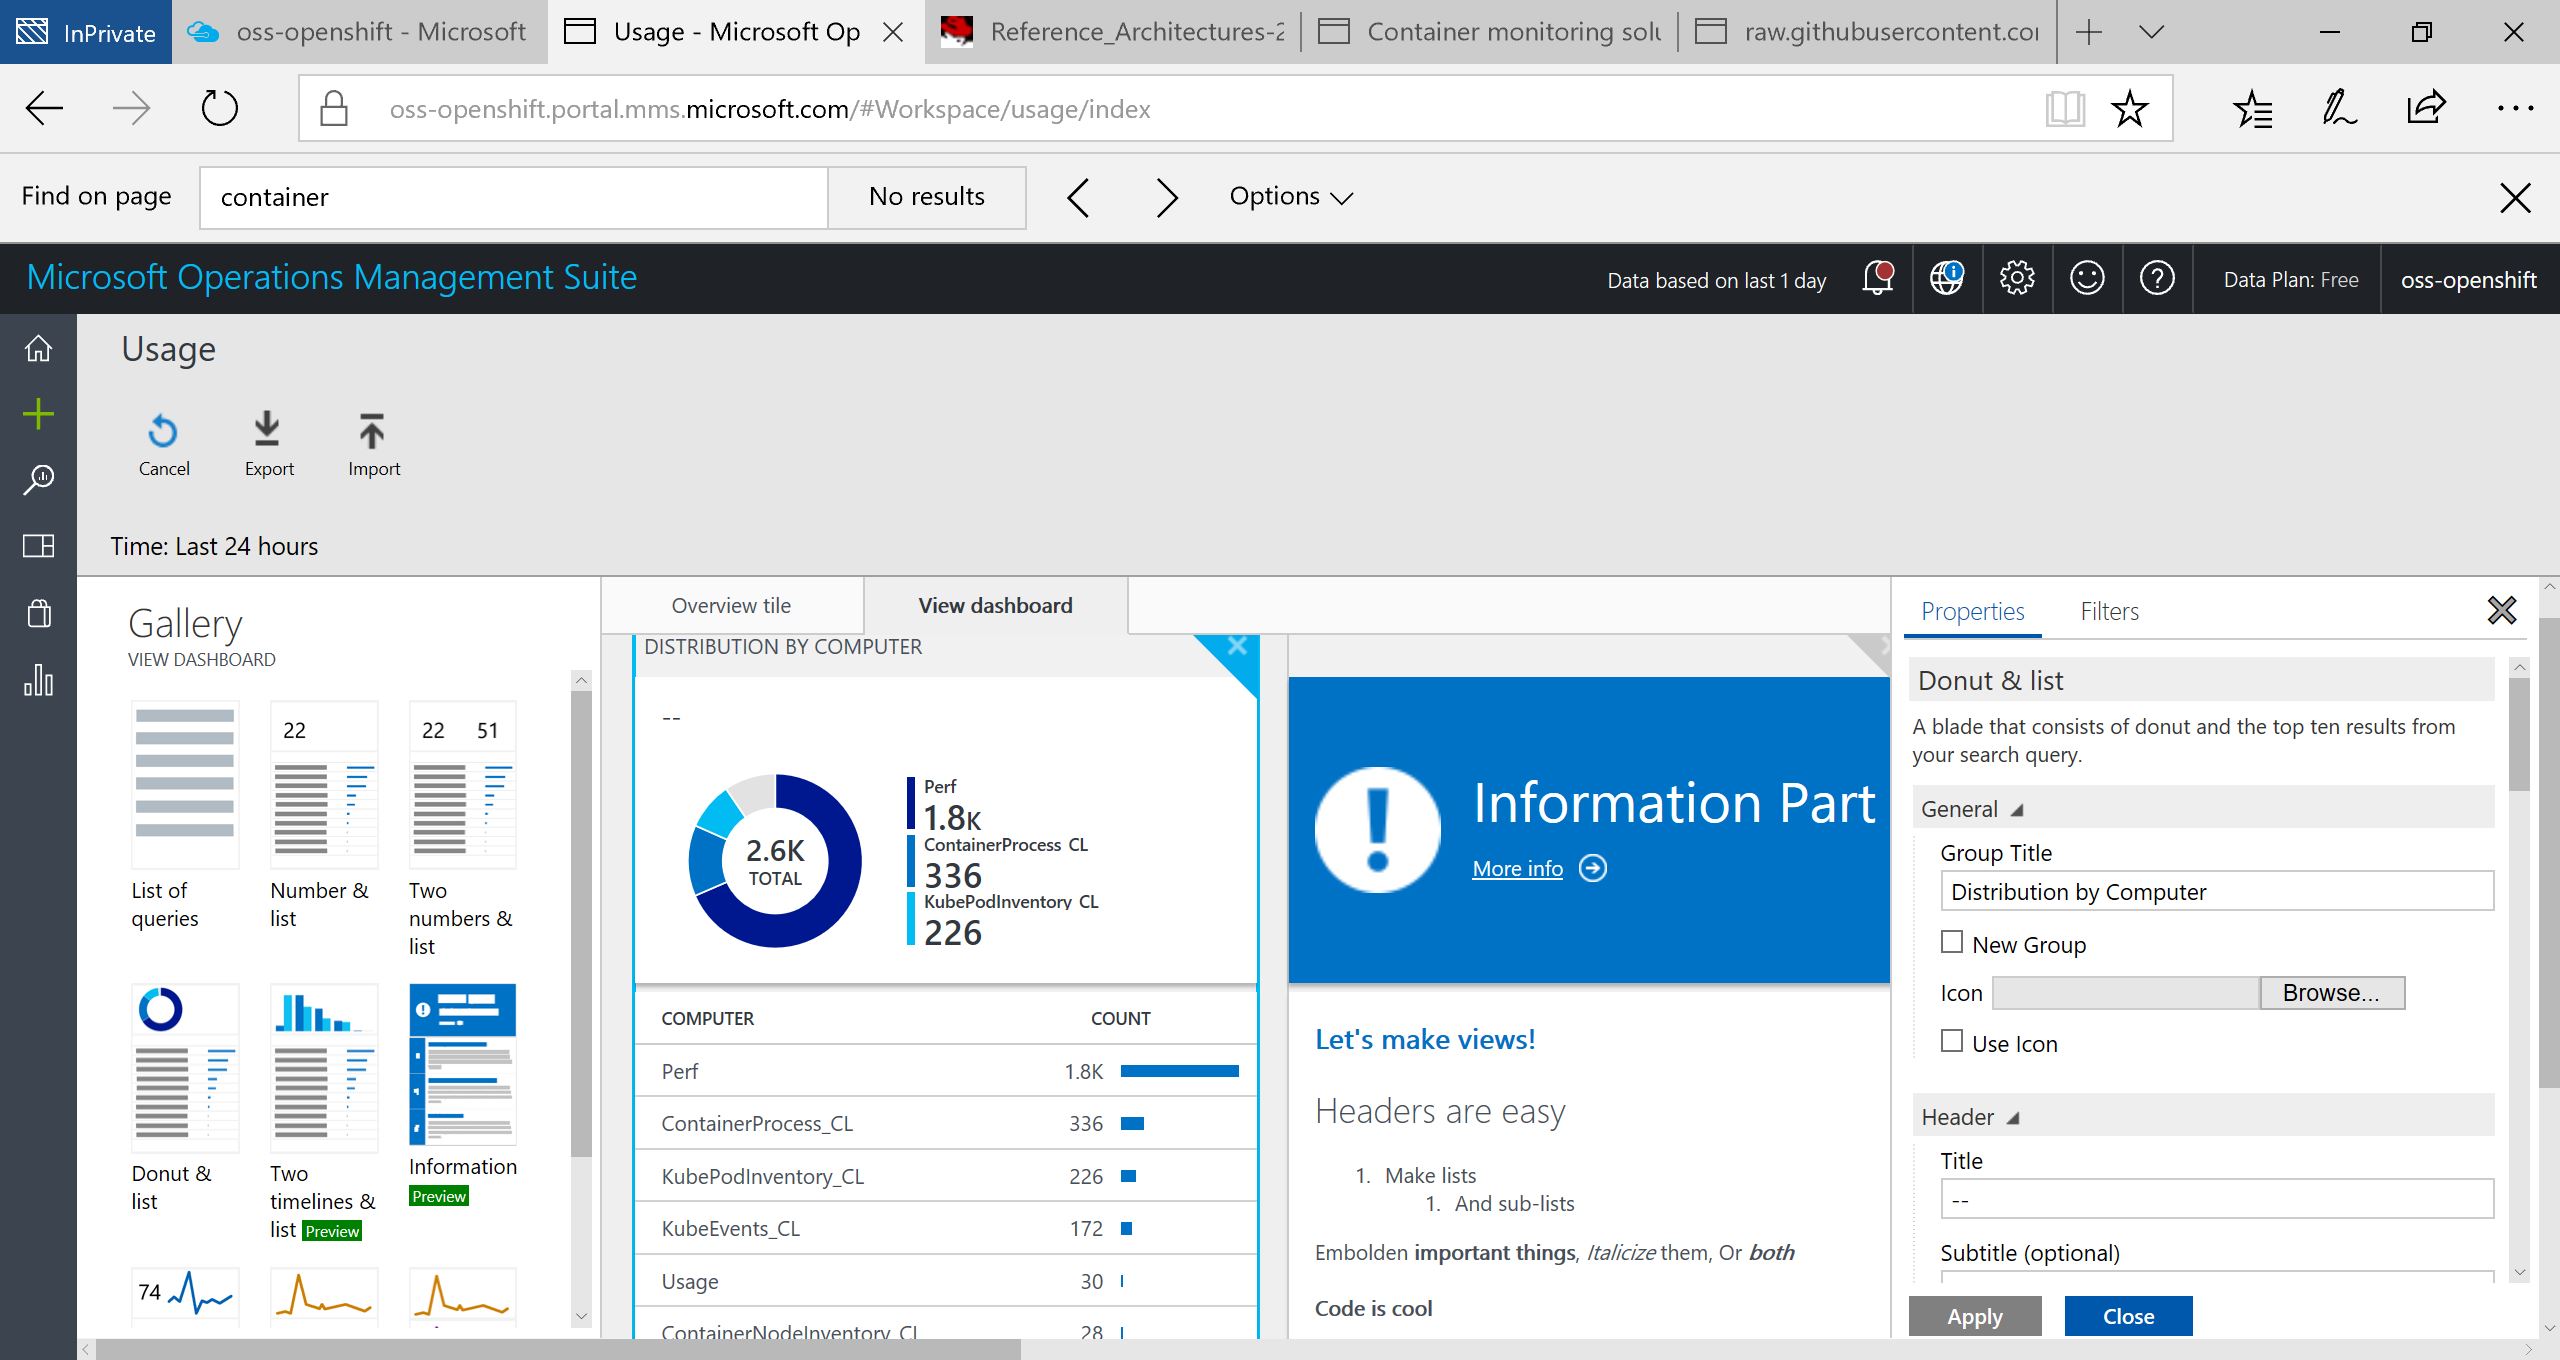 InPrivate
oss-openshift - Microsoft
Usage - Microsoft Op
Reference_Architectures-2
Container monitoring solu
raw.githubusercontent.co
oss-openshift.portal.mms.microsoft.com/#Workspace/usage/index
Find on page
container
No results
Options
Microsoft Operations Management Suite
Data based on last 1 day
Data Plan: Free
oss-openshift
Usage
Cancel
Export
Import
Time: Last 24 hours
Gallery
VIEW DASHBOARD
22
22 51
List of
queries
Number &
list
Two
numbers &
list
Donut &
list
Two
timelines &
list Preview
Information
Preview
74
Overview tile
View dashboard
DISTRIBUTION BY COMPUTER
--
2.6K
TOTAL
Perf
1.8K
ContainerProcess_CL
336
KubePodInventory_CL
226
COMPUTER COUNT
Perf 1.8K
ContainerProcess_CL 336
KubePodInventory_CL 226
KubeEvents_CL 172
Usage 30
ContainerNodeInventory_CL 28
Information Part
More info
Let's make views!
Headers are easy
1. Make lists
1. And sub-lists
Embolden important things, Italicize them, Or both
Code is cool
Properties
Filters
Donut & list
A blade that consists of donut and the top ten results from
your search query.
General
Group Title
Distribution by Computer
New Group
Icon
Browse...
Use Icon
Header
Title
--
Subtitle (optional)
Apply
Close